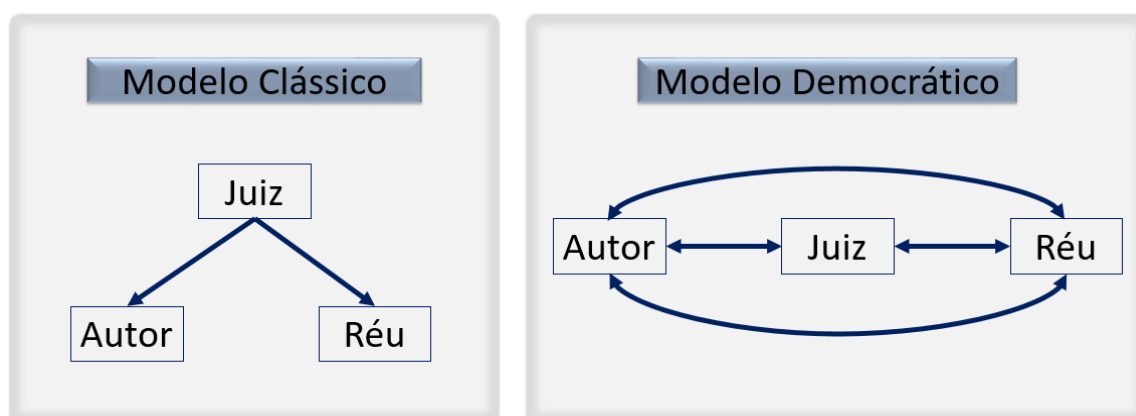 Modelo Clássico
Juiz
Autor
Réu
Modelo Democrático
Autor
Juiz
Réu